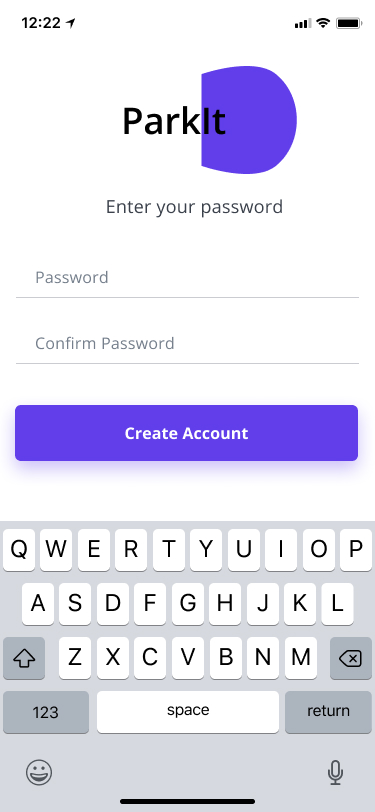 12:22
ParkIt
Enter your password
Password
Confirm Password
Create Account
Q W E R T Y U I O P
A S D F G H J K L
Z X C V B N M
123 space return